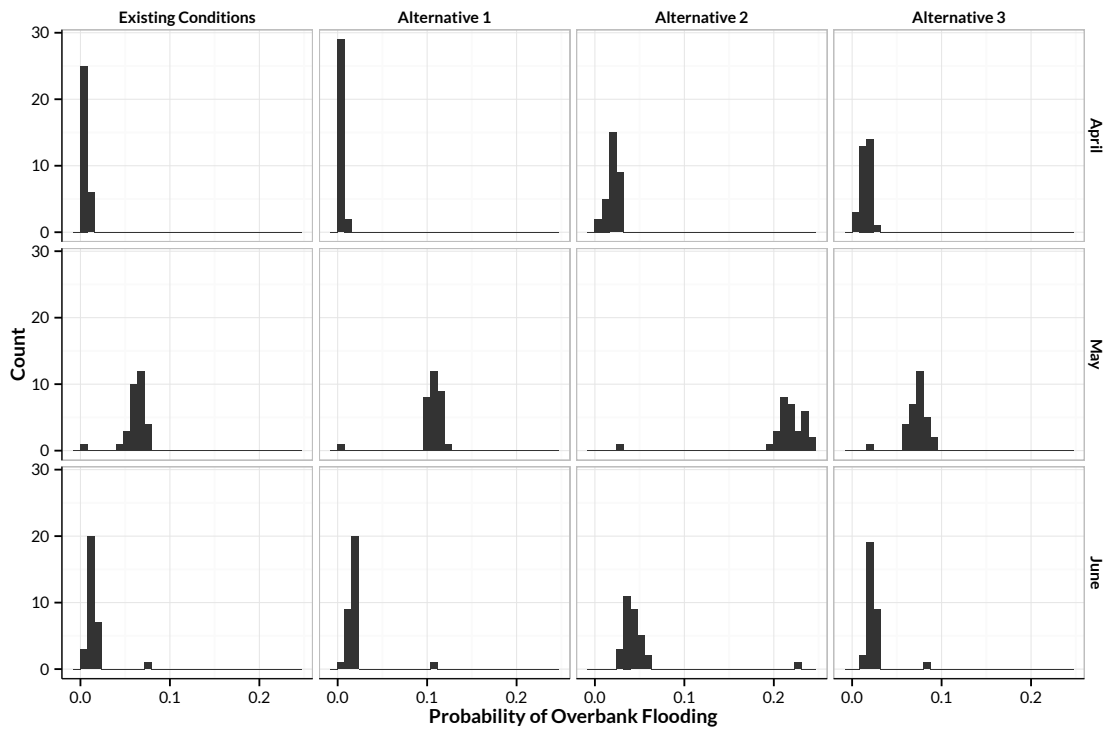 Existing Conditions Alternative 1 Alternative 2 Alternative 3
30
20
10
0
April
30
20
10
0
May
Count
30
20
10
0
June
0.0 0.1 0.2 0.0 0.1 0.2 0.0 0.1 0.2 0.0 0.1 0.2
Probability of Overbank Flooding